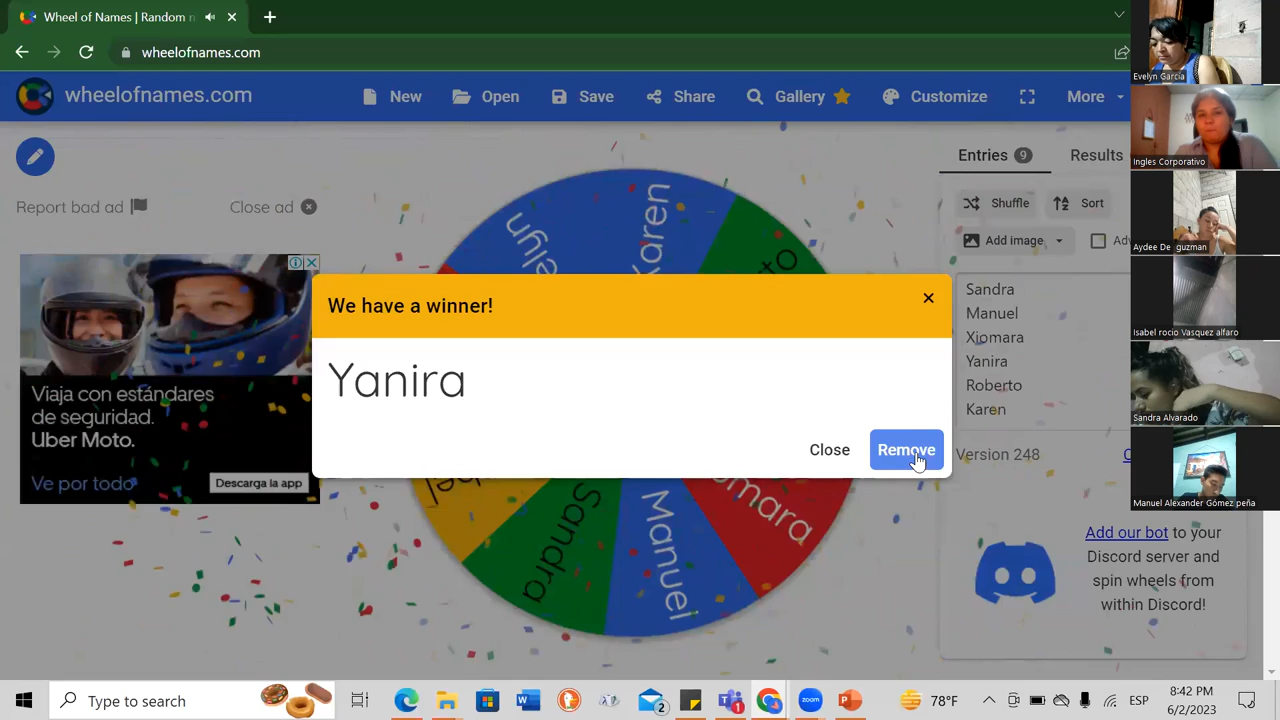 Wheel of Names | Random n
wheelofnames.com
wheelofnames.com
New
Open
Save
Share
Gallery
Customize
More
Report bad ad
Close ad
Viaja con estándares
de seguridad.
Uber Moto.
Ve por todo
Descarga la app
Karen
Sandra
Manuel
We have a winner!
Yanira
Close
Remove
Entries 9
Results
Shuffle
Sort
Add image
Sandra
Manuel
Xiomara
Yanira
Roberto
Karen
Version 248
Add our bot to your
Discord server and
spin wheels from
within Discord!
Evelyn García
Ingles Corporativo
Aydee De guzman
Isabel rocio Vasquez alfaro
Sandra Alvarado
Manuel Alexander Gómez peña
Type to search
2
1
78°F
ESP
8:42 PM
6/2/2023